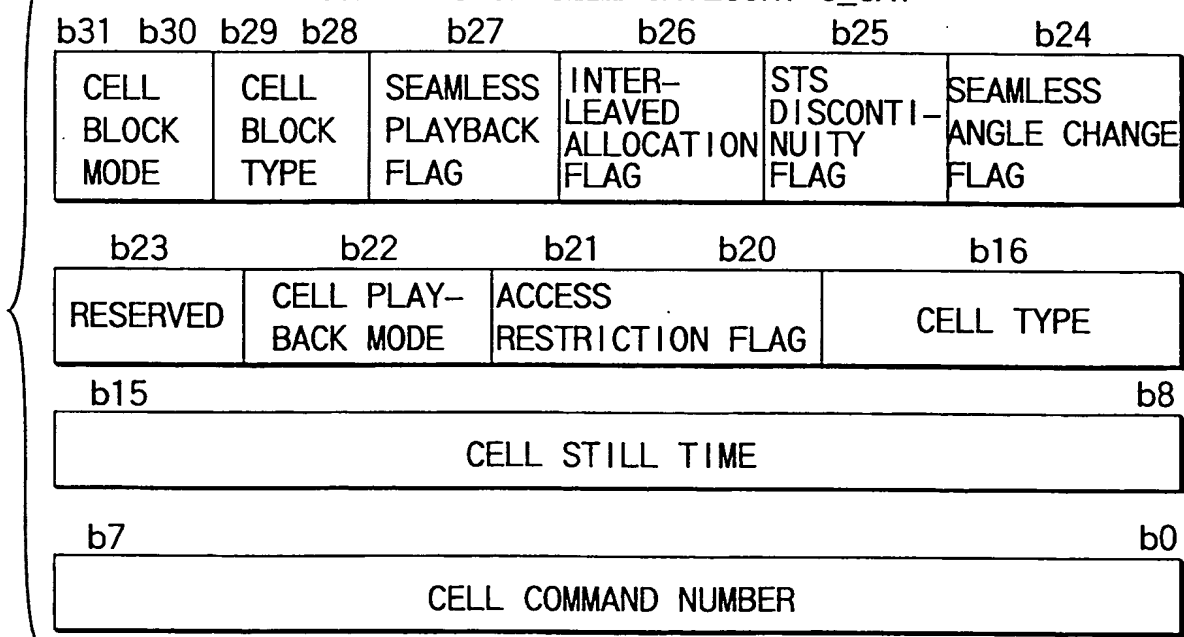 b31 b30 b29 b28 b27 b26 b25 b24
CELL BLOCK MODE
CELL BLOCK TYPE
SEAMLESS PLAYBACK FLAG
INTER-LEAVED ALLOCATION FLAG
STS DISCONTI-NUITY FLAG
SEAMLESS ANGLE CHANGE FLAG
b23 b22 b21 b20 b16
RESERVED
CELL PLAY-BACK MODE
ACCESS RESTRICTION FLAG
CELL TYPE
b15 b8
CELL STILL TIME
b7 b0
CELL COMMAND NUMBER